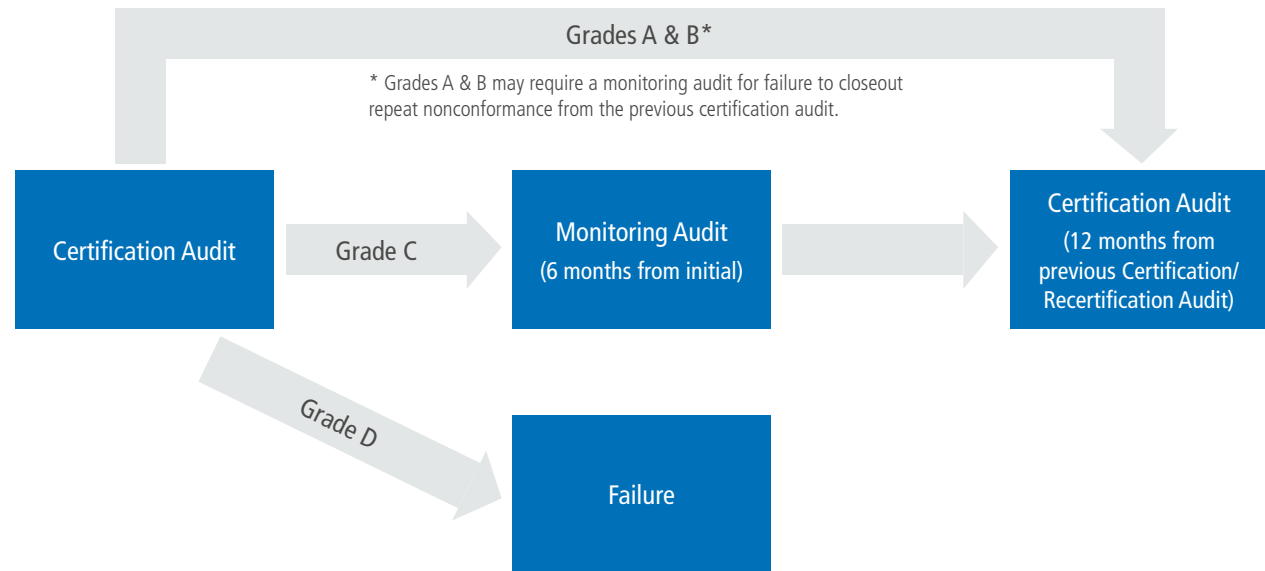 Grades A & B*
* Grades A & B may require a monitoring audit for failure to closeout
repeat nonconformance from the previous certification audit.
Certification Audit
Grade C
Monitoring Audit
(6 months from initial)
Certification Audit
(12 months from
previous Certification/
Recertification Audit)
Grade D
Failure